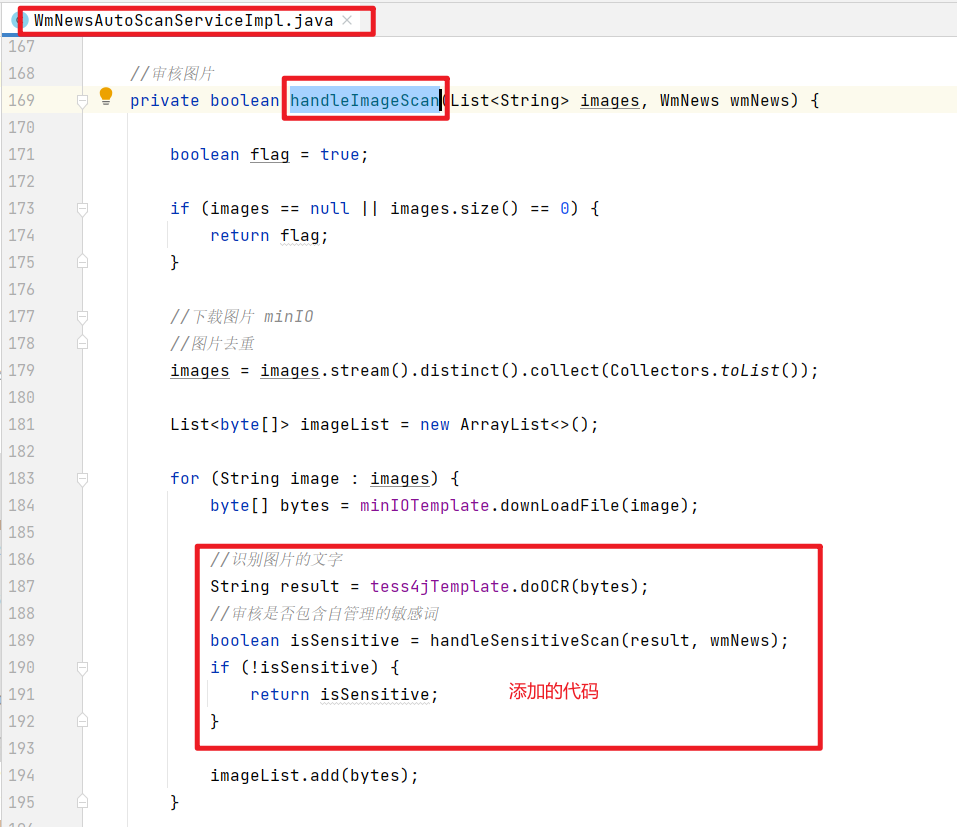 WmNewsAutoScanServiceImpl.java
167
168 //审核图片
169 private boolean handleImageScan(List<String> images, WmNews wmNews) {
170
171 boolean flag = true;
172
173 if (images == null || images.size() == 0) {
174 return flag;
175 }
176
177 //下载图片 minIO
178 //图片去重
179 images = images.stream().distinct().collect(Collectors.toList());
180
181 List<byte[]> imageList = new ArrayList<>();
182
183 for (String image : images) {
184 byte[] bytes = minIOTemplate.downLoadFile(image);
185
186 //识别图片的文字
187 String result = tess4jTemplate.doOCR(bytes);
188 //审核是否包含自管理的敏感词
189 boolean isSensitive = handleSensitiveScan(result, wmNews);
190 if (!isSensitive) {
191 return isSensitive; 添加的代码
192 }
193
194 imageList.add(bytes);
195 }